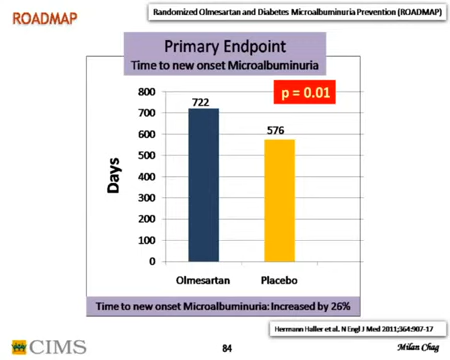 ROADMAP
Randomized Olmesartan and Diabetes Microalbuminuria Prevention (ROADMAP)
Primary Endpoint
Time to new onset Microalbuminuria
p = 0.01
800
700
600
500
400
300
200
100
0
Days
722
576
Olmesartan
Placebo
Time to new onset Microalbuminuria: Increased by 26%
Hermann Haller et al. N Engl J Med 2011;364:907-17
CIMS
84
Milan Chag